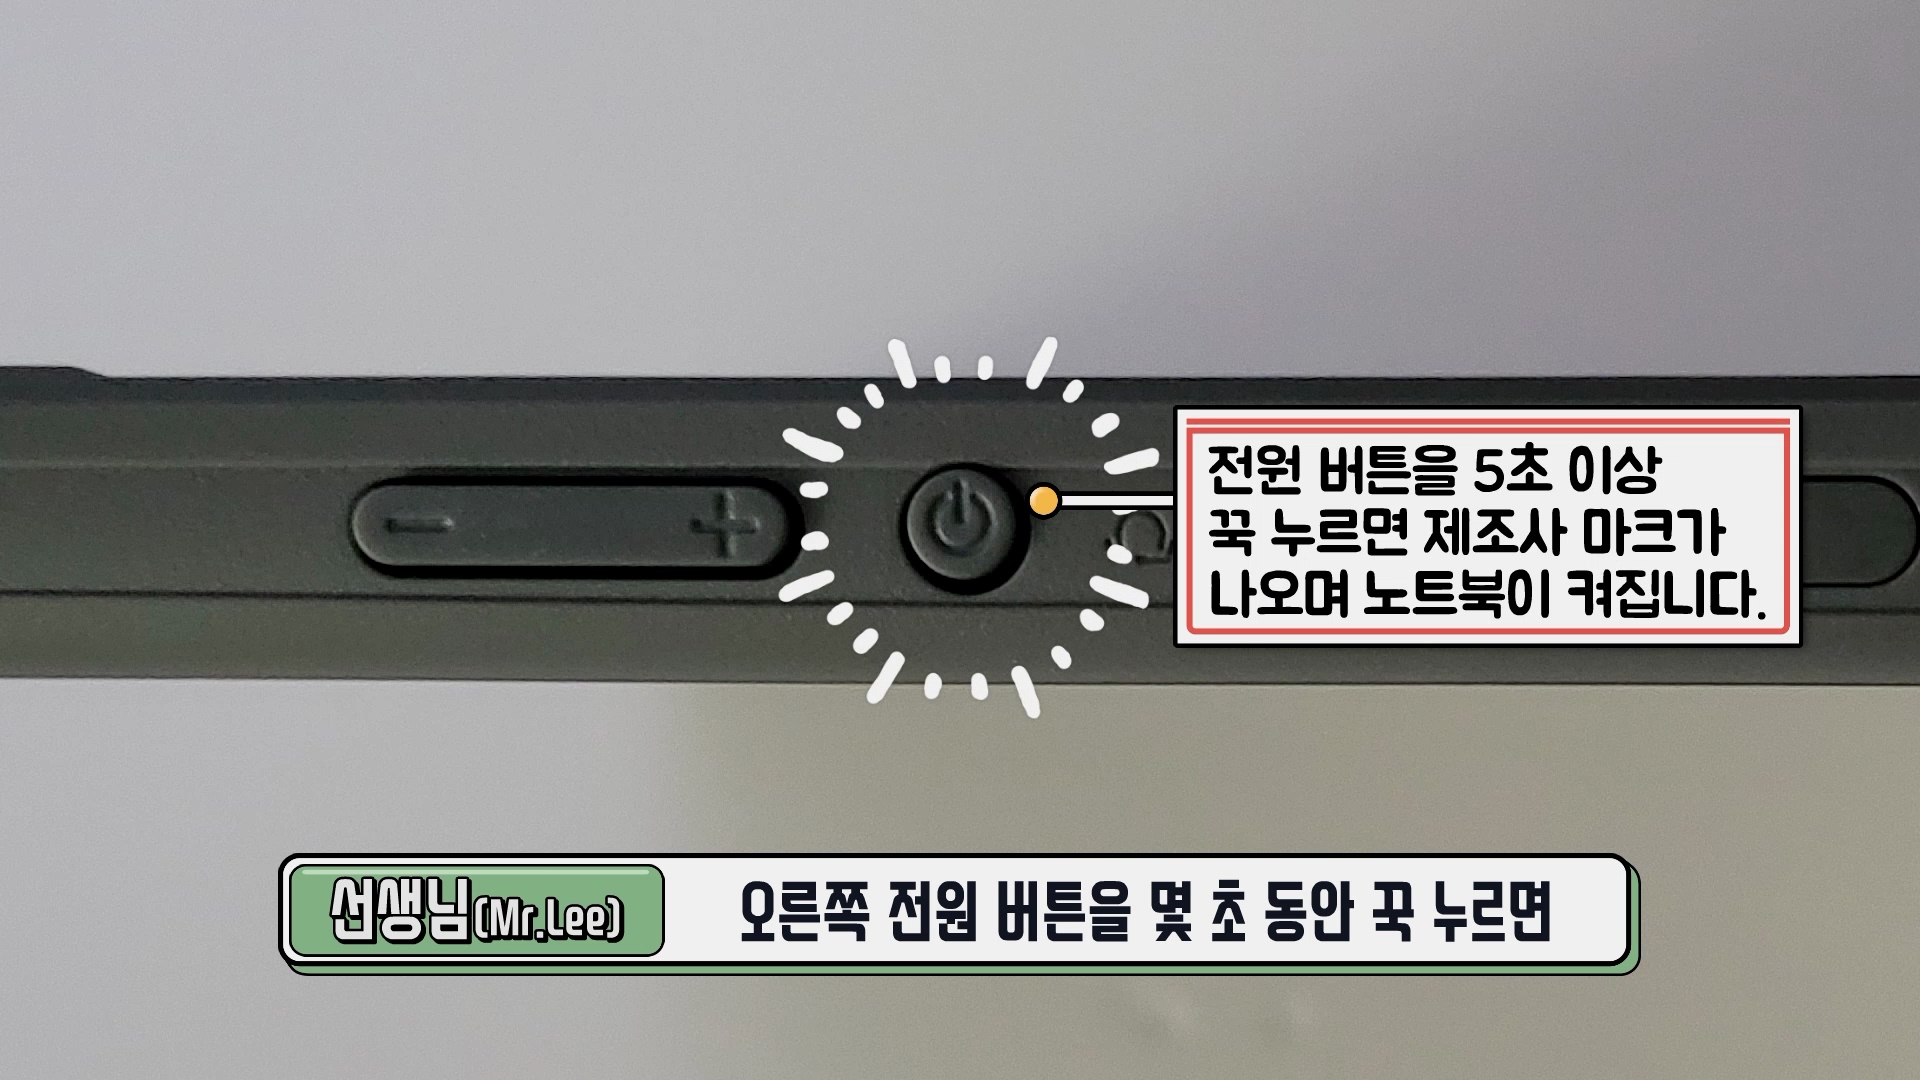 전원 버튼을 5초 이상
꾹 누르면 제조사 마크가
나오며 노트북이 켜집니다.
선생님(Mr.Lee) 오른쪽 전원 버튼을 몇 초 동안 꾹 누르면